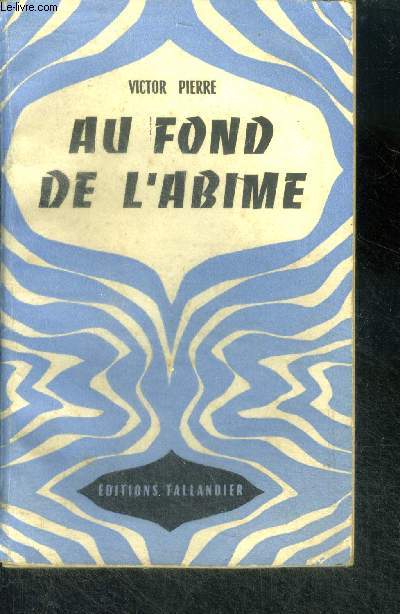 Le-livre.com
VICTOR PIERRE
AU FOND
DE L'ABIME
EDITIONS TALLANDIER